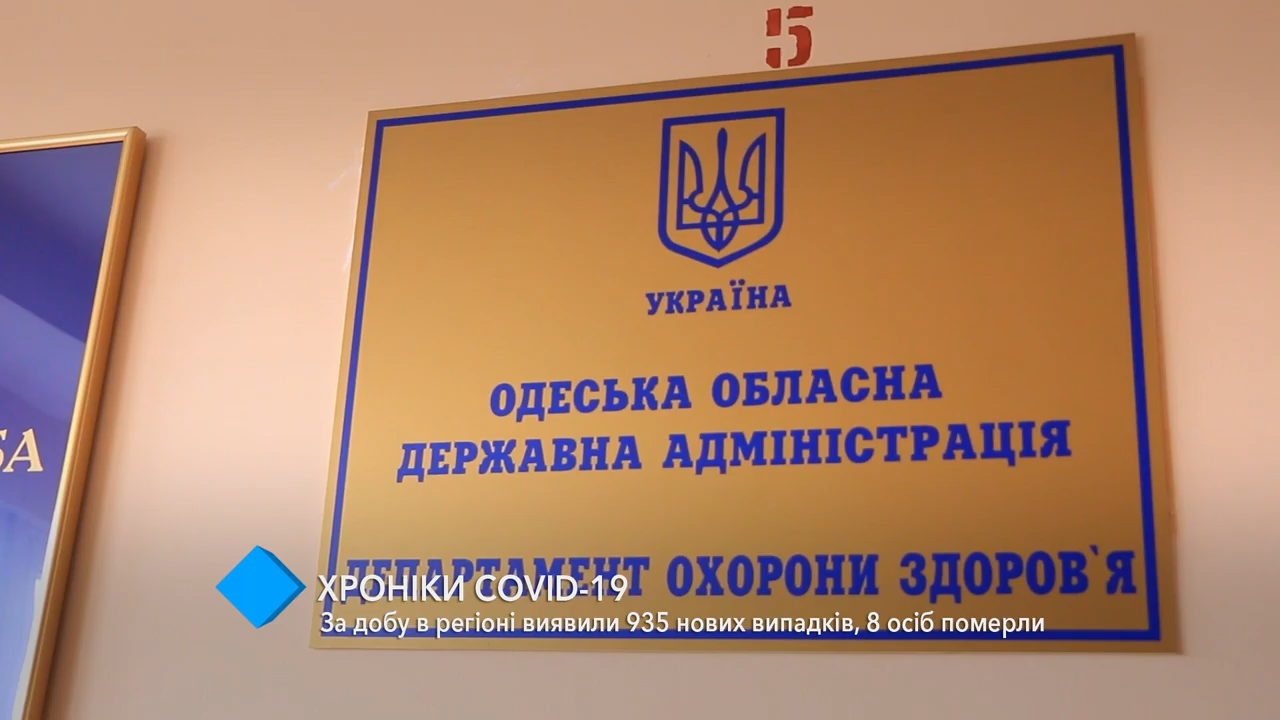 5
УКРАЇНА
ОДЕСЬКА ОБЛАСНА
ДЕРЖАВНА АДМІНІСТРАЦІЯ
ДЕПАРТАМЕНТ ОХОРОНИ ЗДОРОВ`Я
ХРОНІКИ COVID-19
За добу в регіоні виявили 935 нових випадків, 8 осіб померли